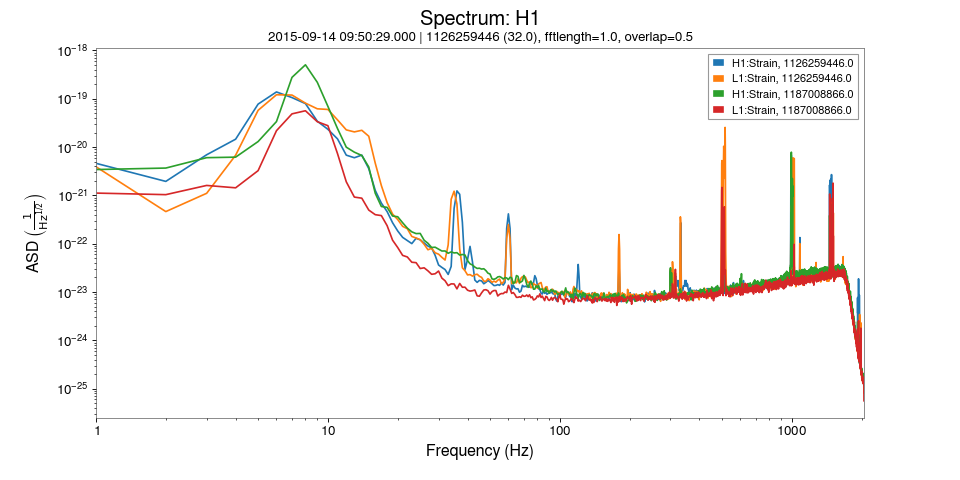 Spectrum: H1
2015-09-14 09:50:29.000 | 1126259446 (32.0), fftlength=1.0, overlap=0.5
H1:Strain, 1126259446.0
L1:Strain, 1126259446.0
H1:Strain, 1187008866.0
L1:Strain, 1187008866.0
10⁻¹⁸
10⁻¹⁹
10⁻²⁰
10⁻²¹
10⁻²²
10⁻²³
10⁻²⁴
10⁻²⁵
ASD (1/Hz^1/2)
1 10 100 1000
Frequency (Hz)